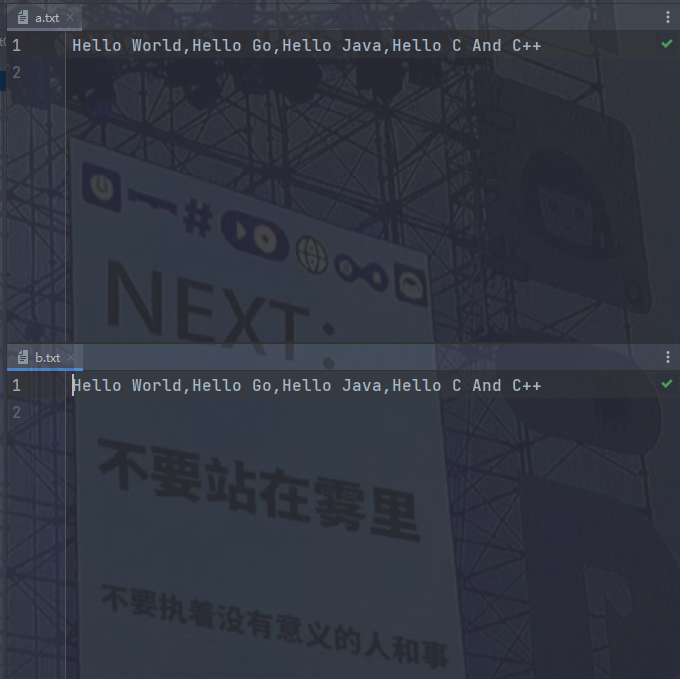 a.txt
1 Hello World,Hello Go,Hello Java,Hello C And C++
2
NEXT:
b.txt
1 Hello World,Hello Go,Hello Java,Hello C And C++
2
不要站在雾里
不要执着没有意义的人和事